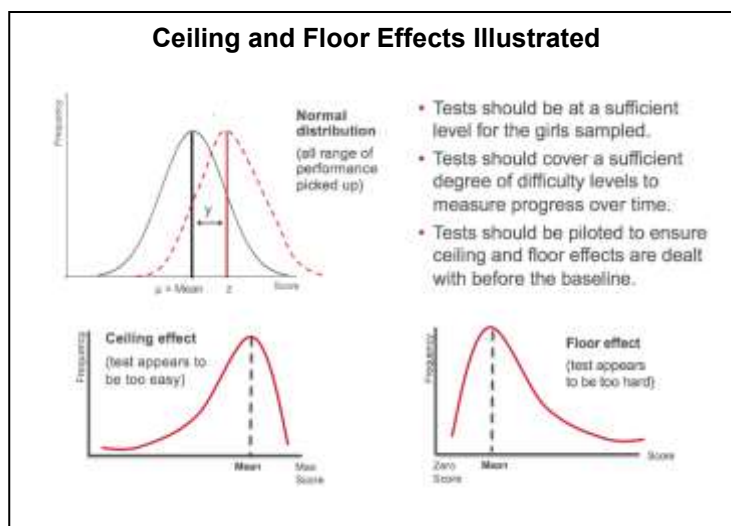 Ceiling and Floor Effects Illustrated
Frequency
Normal
distribution
(all range of
performance
picked up)
y
μ = Mean
z
Score
• Tests should be at a sufficient
level for the girls sampled.
• Tests should cover a sufficient
degree of difficulty levels to
measure progress over time.
• Tests should be piloted to ensure
ceiling and floor effects are dealt
with before the baseline.
Frequency
Ceiling effect
(test appears to
be too easy)
Mean
Max
Score
Frequency
Floor effect
(test appears
to be too hard)
Zero
Score
Mean
Score